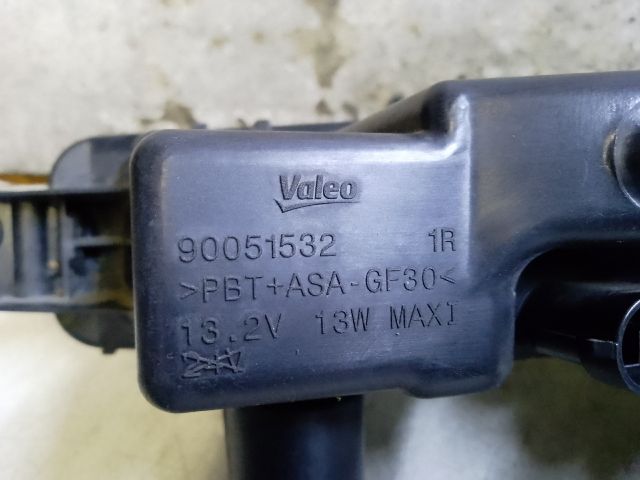 Valeo
90051532 1R
>PBT+ASA-GF30<
13.2V 13W MAXI